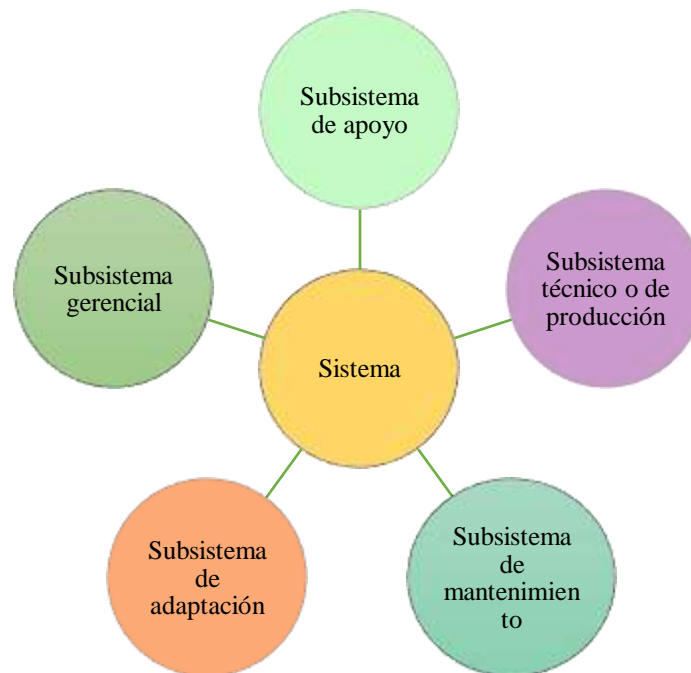 Subsistema
de apoyo
Subsistema
gerencial
Subsistema
técnico o de
producción
Sistema
Subsistema
de
adaptación
Subsistema
de
mantenimien
to